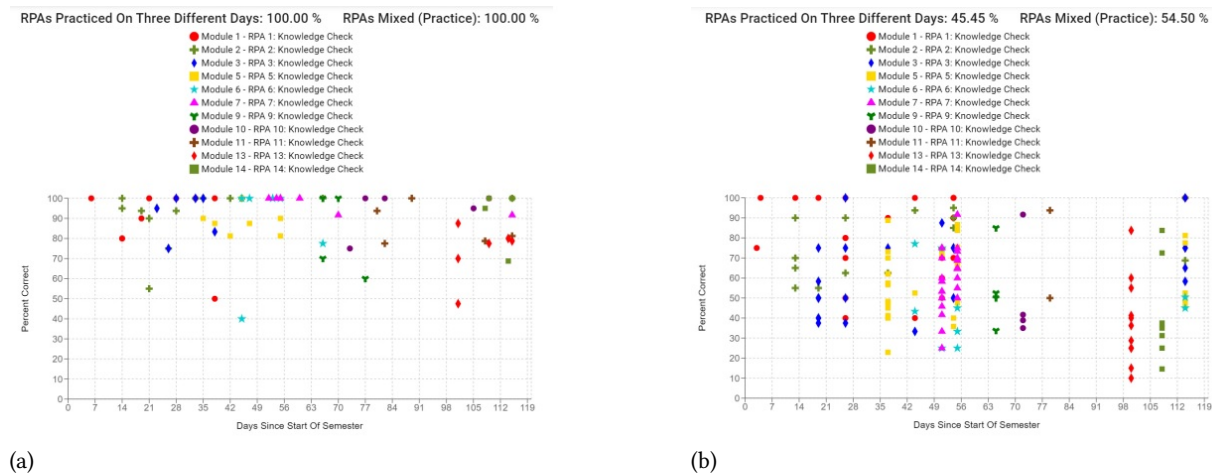 RPAs Practiced On Three Different Days: 100.00 % RPAs Mixed (Practice): 100.00 %
Module 1 - RPA 1: Knowledge Check
Module 2 - RPA 2: Knowledge Check
Module 3 - RPA 3: Knowledge Check
Module 5 - RPA 5: Knowledge Check
Module 6 - RPA 6: Knowledge Check
Module 7 - RPA 7: Knowledge Check
Module 9 - RPA 9: Knowledge Check
Module 10 - RPA 10: Knowledge Check
Module 11 - RPA 11: Knowledge Check
Module 13 - RPA 13: Knowledge Check
Module 14 - RPA 14: Knowledge Check
100
90
80
70
60
50
40
30
20
10
0
Percent Correct
0 7 14 21 28 35 42 49 56 63 70 77 84 91 98 105 112 119
Days Since Start Of Semester
(a)
RPAs Practiced On Three Different Days: 45.45 % RPAs Mixed (Practice): 54.50 %
Module 1 - RPA 1: Knowledge Check
Module 2 - RPA 2: Knowledge Check
Module 3 - RPA 3: Knowledge Check
Module 5 - RPA 5: Knowledge Check
Module 6 - RPA 6: Knowledge Check
Module 7 - RPA 7: Knowledge Check
Module 9 - RPA 9: Knowledge Check
Module 10 - RPA 10: Knowledge Check
Module 11 - RPA 11: Knowledge Check
Module 13 - RPA 13: Knowledge Check
Module 14 - RPA 14: Knowledge Check
100
90
80
70
60
50
40
30
20
10
0
Percent Correct
0 7 14 21 28 35 42 49 56 63 70 77 84 91 98 105 112 119
Days Since Start Of Semester
(b)